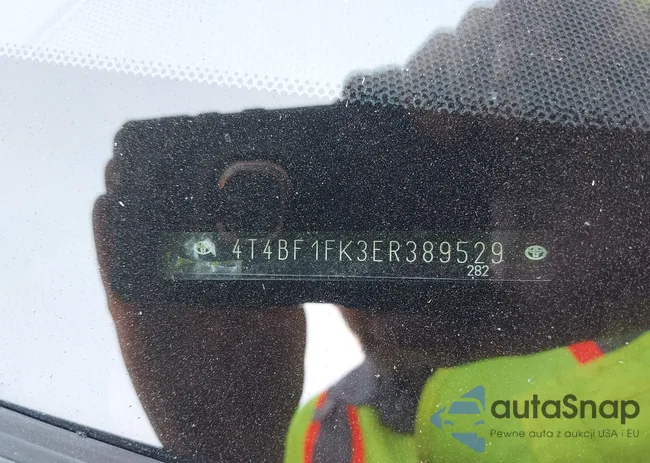 4T4BF1FK3ER389529
282
autaSnap
Pewne auta z aukcji USA i EU